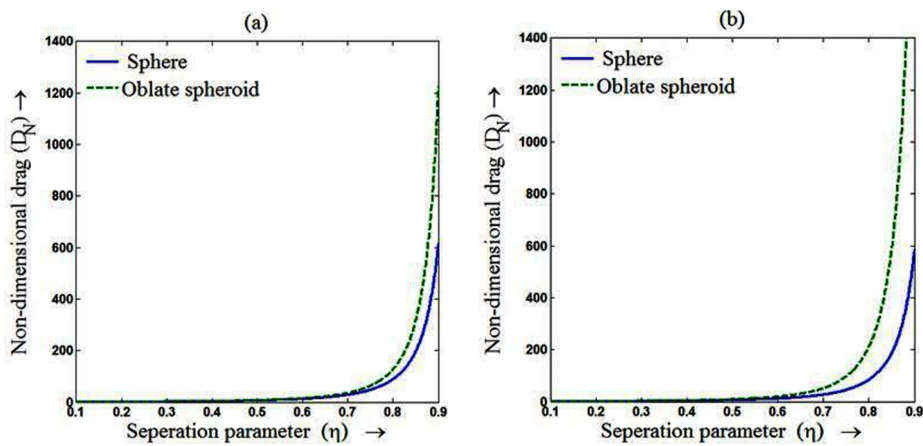 (a)
1400
1200
1000
800
600
400
200
0
Non-dimensional drag (D_N) →
Sphere
Oblate spheroid
0.1 0.2 0.3 0.4 0.5 0.6 0.7 0.8 0.9
Seperation parameter (η) →
(b)
1400
1200
1000
800
600
400
200
0
Non-dimensional drag (D_N) →
Sphere
Oblate spheroid
0.1 0.2 0.3 0.4 0.5 0.6 0.7 0.8 0.9
Seperation parameter (η) →